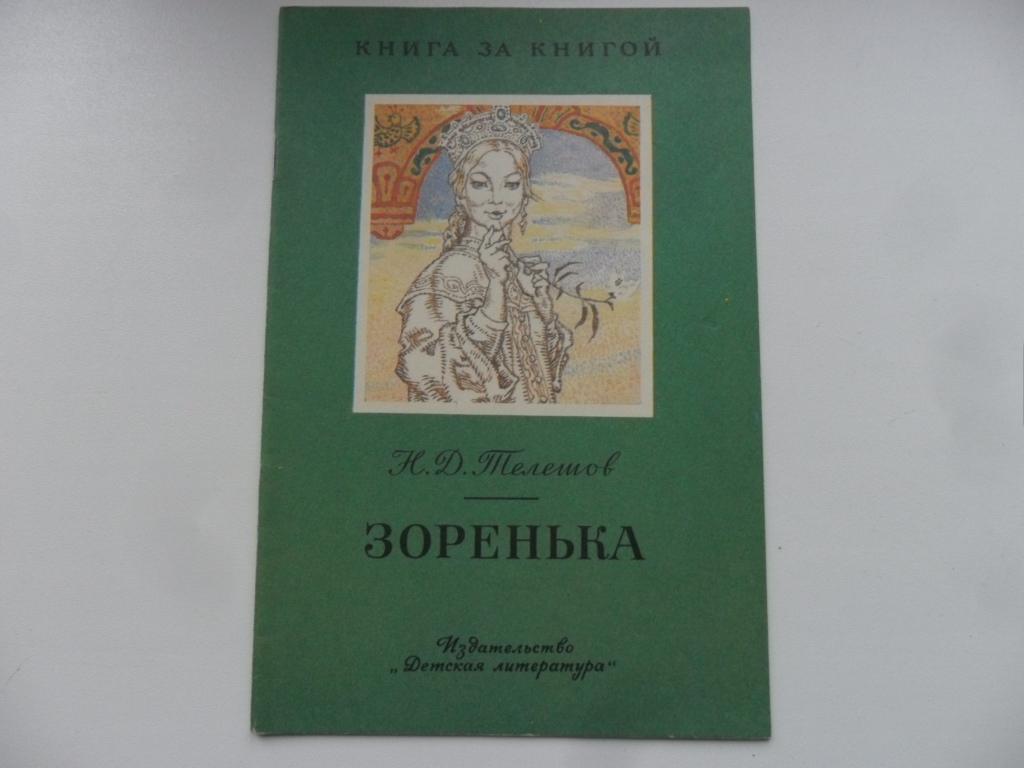 КНИГА ЗА КНИГОЙ
Н. Д. Телешов
ЗОРЕНЬКА
Издательство
„Детская литература"